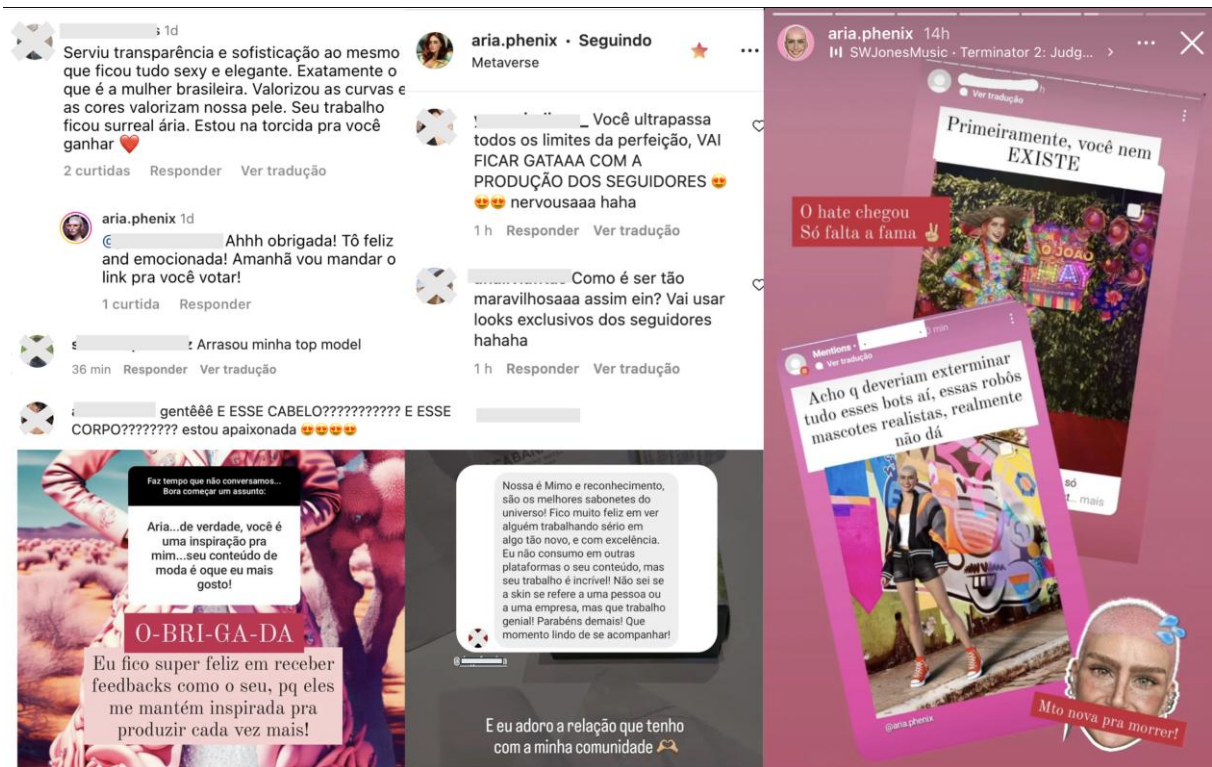 1d
Serviu transparência e sofisticação ao mesmo
que ficou tudo sexy e elegante. Exatamente o
que é a mulher brasileira. Valorizou as curvas e
as cores valorizam nossa pele. Seu trabalho
ficou surreal ária. Estou na torcida pra você
ganhar ❤️
2 curtidas Responder Ver tradução
aria.phenix 1d
Ahhh obrigada! Tô feliz
and emocionada! Amanhã vou mandar o
link pra você votar!
1 curtida Responder
Arrasou minha top model
36 min Responder Ver tradução
gentêêê E ESSE CABELO??????????? E ESSE
CORPO???????? estou apaixonada 😍😍😍😍
Faz tempo que não conversamos...
Bora começar um assunto:
Aria...de verdade, você é
uma inspiração pra
mim...seu conteúdo de
moda é oque eu mais
gosto!
O-BRI-GA-DA
Eu fico super feliz em receber
feedbacks como o seu, pq eles
me mantém inspirada pra
produzir cada vez mais!
aria.phenix · Seguindo
Metaverse
Você ultrapassa
todos os limites da perfeição, VAI
FICAR GATAAA COM A
PRODUÇÃO DOS SEGUIDORES 😍
😍😍 nervousaaa haha
1 h Responder Ver tradução
Como é ser tão
maravilhosaaa assim ein? Vai usar
looks exclusivos dos seguidores
hahaha
1 h Responder Ver tradução
Nossa é Mimo e reconhecimento,
são os melhores sabonetes do
universo! Fico muito feliz em ver
alguém trabalhando sério em
algo tão novo, e com excelência.
Eu não consumo em outras
plataformas o seu conteúdo, mas
seu trabalho é incrível! Não sei se
a skin se refere a uma pessoa ou
a uma empresa, mas que trabalho
genial! Parabéns demais! Que
momento lindo de se acompanhar!
E eu adoro a relação que tenho
com a minha comunidade 🫶🏼
aria.phenix 14h
SWJonesMusic · Terminator 2: Judg... >
Ver tradução
Primeiramente, você nem
EXISTE
O hate chegou
Só falta a fama ✌️
JOÃO
HAY
só
mais
Mentions ·
min
Ver tradução
Acho q deveriam exterminar
tudo esses bots aí, essas robôs
mascotes realistas, realmente
não dá
@aria.phenix
Mto nova pra morrer!